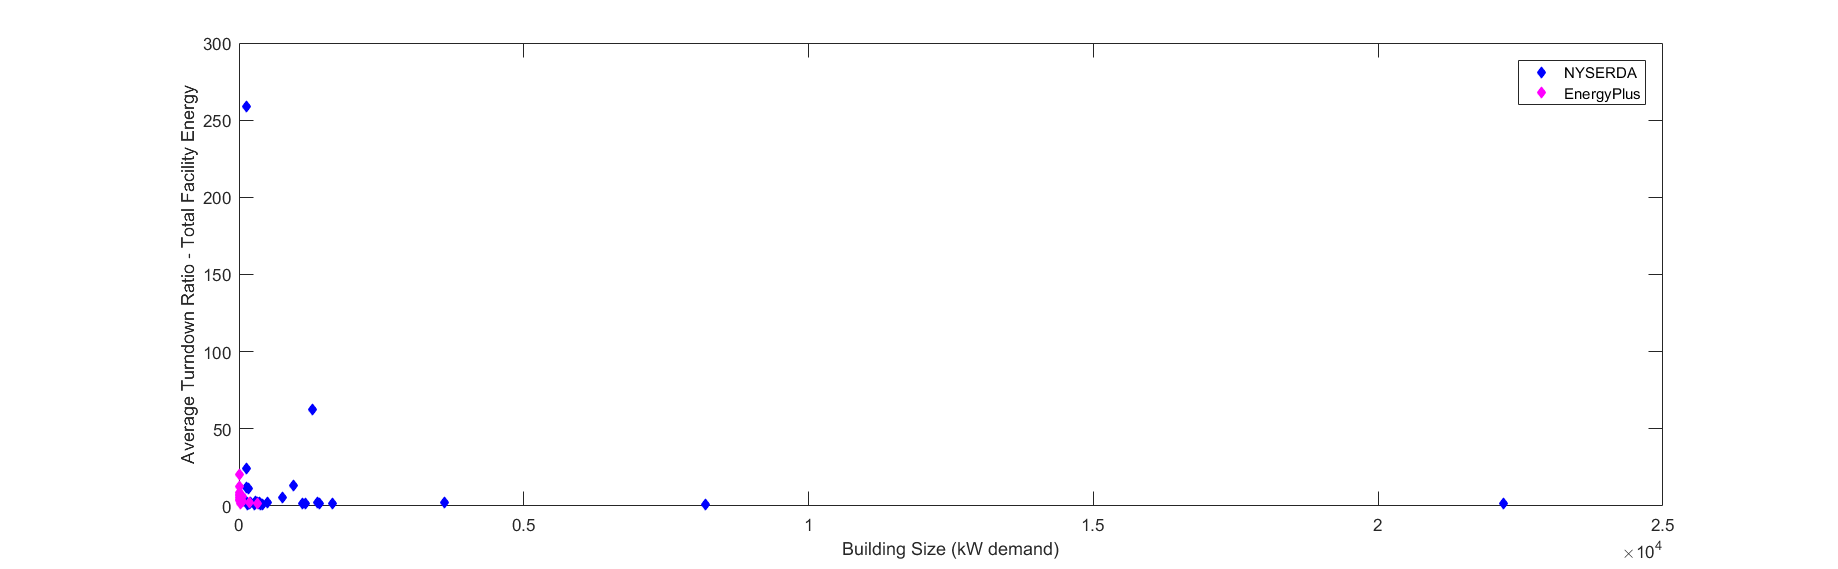 300
250
200
150
100
50
0
Average Turndown Ratio - Total Facility Energy
NYSERDA
EnergyPlus
0 0.5 1 1.5 2 2.5
×10⁴
Building Size (kW demand)